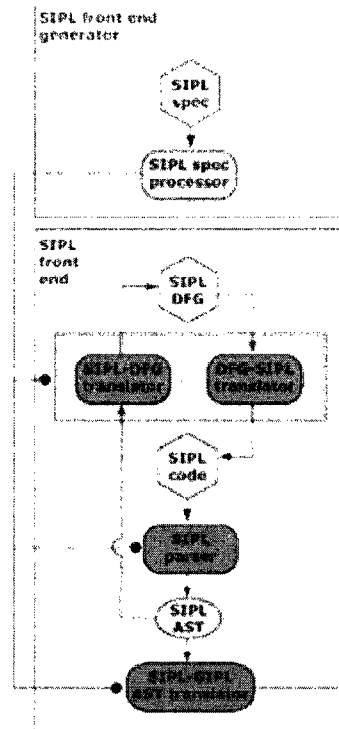 SIPL front end
generator
SIPL
spec
SIPL spec
processor
SIPL
front
end
SIPL
DFG
SIPL-DFG
translator
DFG-SIPL
translator
SIPL
code
SIPL
parser
SIPL
AST
SIPL-GIPL
AST translator